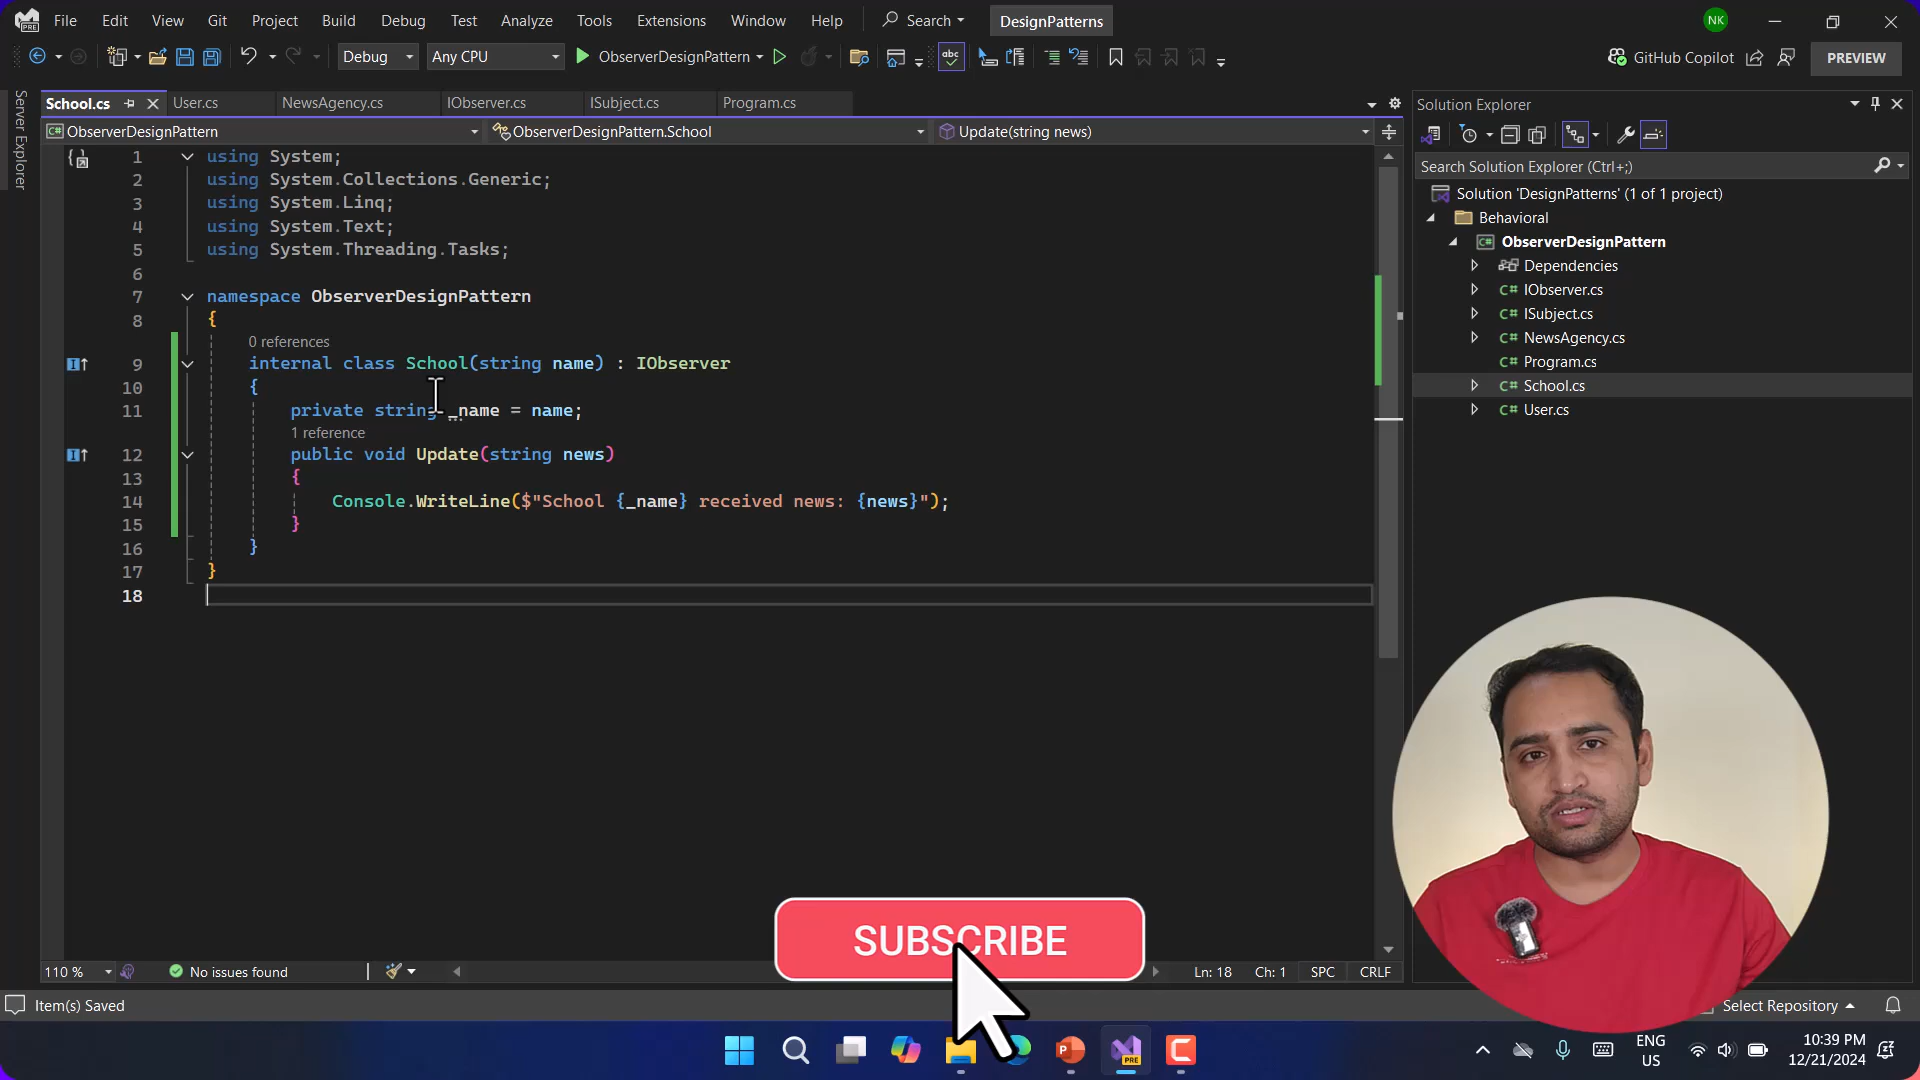 File Edit View Git Project Build Debug Test Analyze Tools Extensions Window Help Search DesignPatterns NK
Debug Any CPU ObserverDesignPattern abc GitHub Copilot PREVIEW
Server Explorer
School.cs User.cs NewsAgency.cs IObserver.cs ISubject.cs Program.cs
ObserverDesignPattern ObserverDesignPattern.School Update(string news)
1 using System;
2 using System.Collections.Generic;
3 using System.Linq;
4 using System.Text;
5 using System.Threading.Tasks;
6
7 namespace ObserverDesignPattern
8 {
0 references
9 internal class School(string name) : IObserver
10 {
11 private string _name = name;
1 reference
12 public void Update(string news)
13 {
14 Console.WriteLine($"School {_name} received news: {news}");
15 }
16 }
17 }
18
Solution Explorer
Search Solution Explorer (Ctrl+;)
Solution 'DesignPatterns' (1 of 1 project)
Behavioral
C# ObserverDesignPattern
Dependencies
C# IObserver.cs
C# ISubject.cs
C# NewsAgency.cs
C# Program.cs
C# School.cs
C# User.cs
SUBSCRIBE
110 % No issues found Ln: 18 Ch: 1 SPC CRLF
Item(s) Saved Select Repository
PRE
ENG
US
10:39 PM
12/21/2024